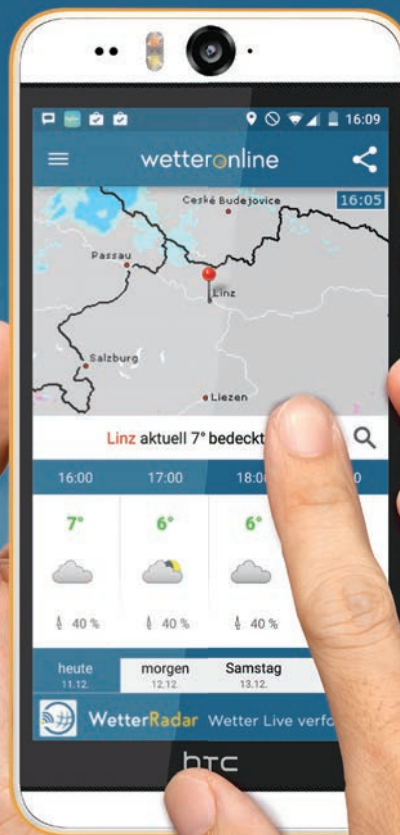 16:09
wetteronline
České Budejovice
16:05
Passau
Linz
Salzburg
Liezen
Linz aktuell 7° bedeckt
16:00 17:00 18:00
7° 6° 6°
40 % 40 % 40 %
heute morgen Samstag
11.12. 12.12. 13.12.
WetterRadar Wetter Live verfo
hTC